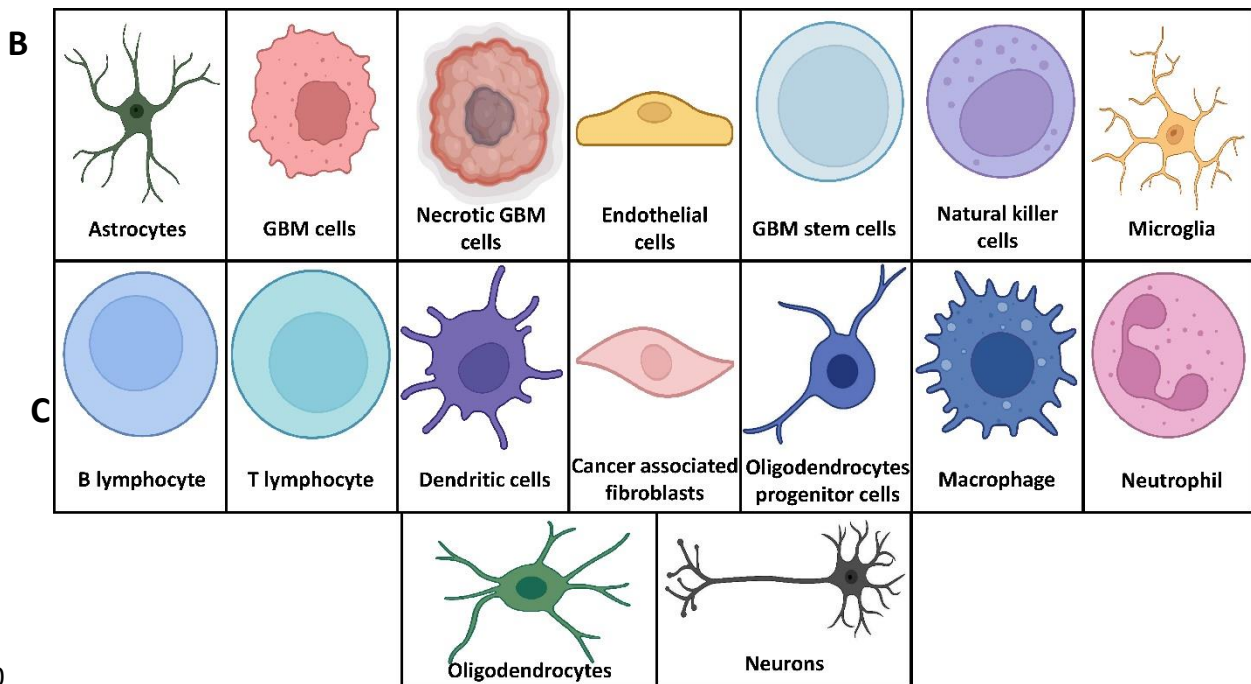 B
Astrocytes
GBM cells
Necrotic GBM
cells
Endothelial
cells
GBM stem cells
Natural killer
cells
Microglia
C
B lymphocyte
T lymphocyte
Dendritic cells
Cancer associated
fibroblasts
Oligodendrocytes
progenitor cells
Macrophage
Neutrophil
Oligodendrocytes
Neurons